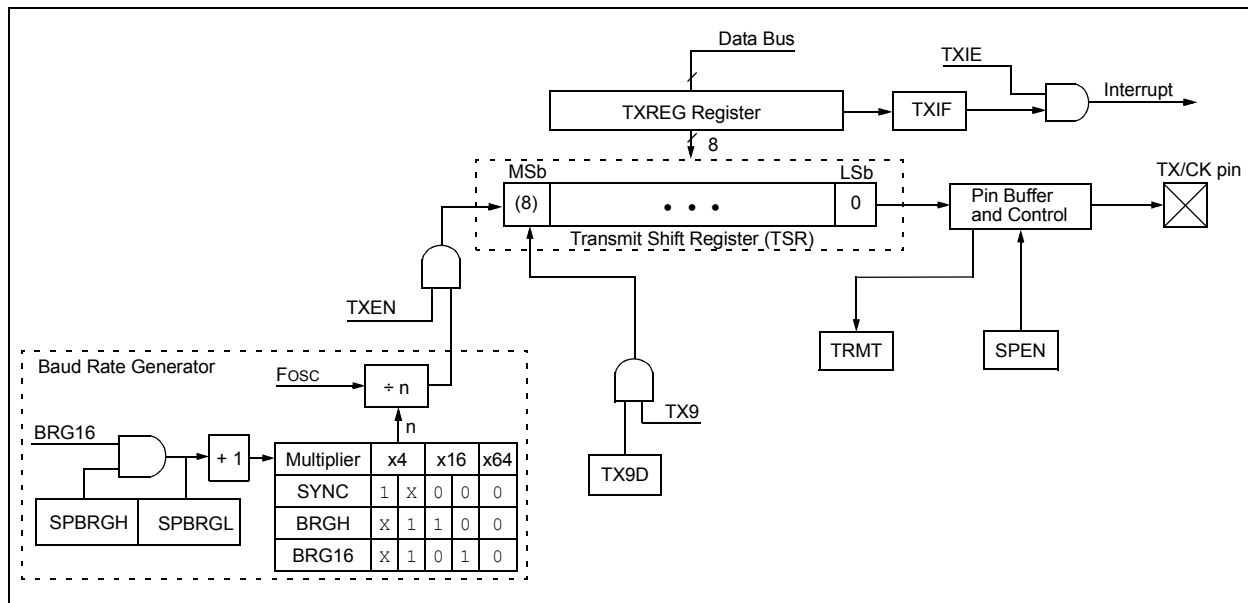 Data Bus
TXIE
Interrupt
TXREG Register
TXIF
8
MSb
LSb
TX/CK pin
(8)
• • •
0
Pin Buffer
and Control
Transmit Shift Register (TSR)
TXEN
TRMT
SPEN
Baud Rate Generator
FOSC
÷ n
TX9
n
BRG16
+ 1
Multiplier x4 x16 x64
TX9D
SYNC 1 X 0 0 0
SPBRGH SPBRGL
BRGH X 1 1 0 0
BRG16 X 1 0 1 0